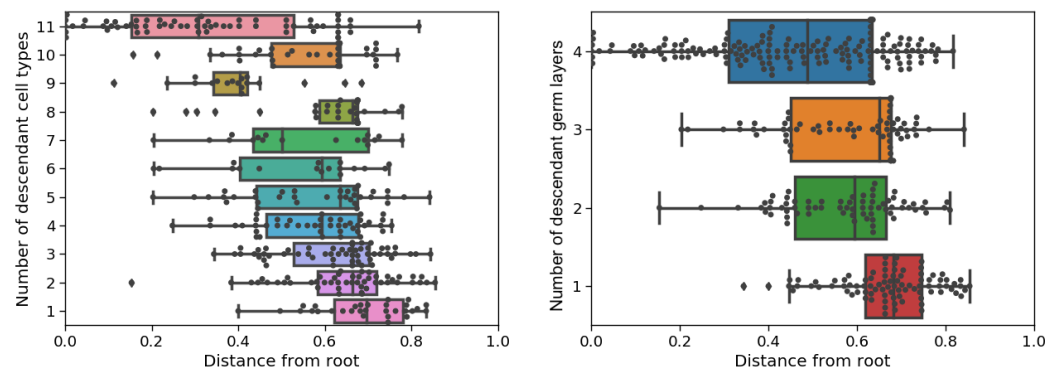 Number of descendant cell types
11
10
9
8
7
6
5
4
3
2
1
0.0 0.2 0.4 0.6 0.8 1.0
Distance from root
Number of descendant germ layers
4
3
2
1
0.0 0.2 0.4 0.6 0.8 1.0
Distance from root